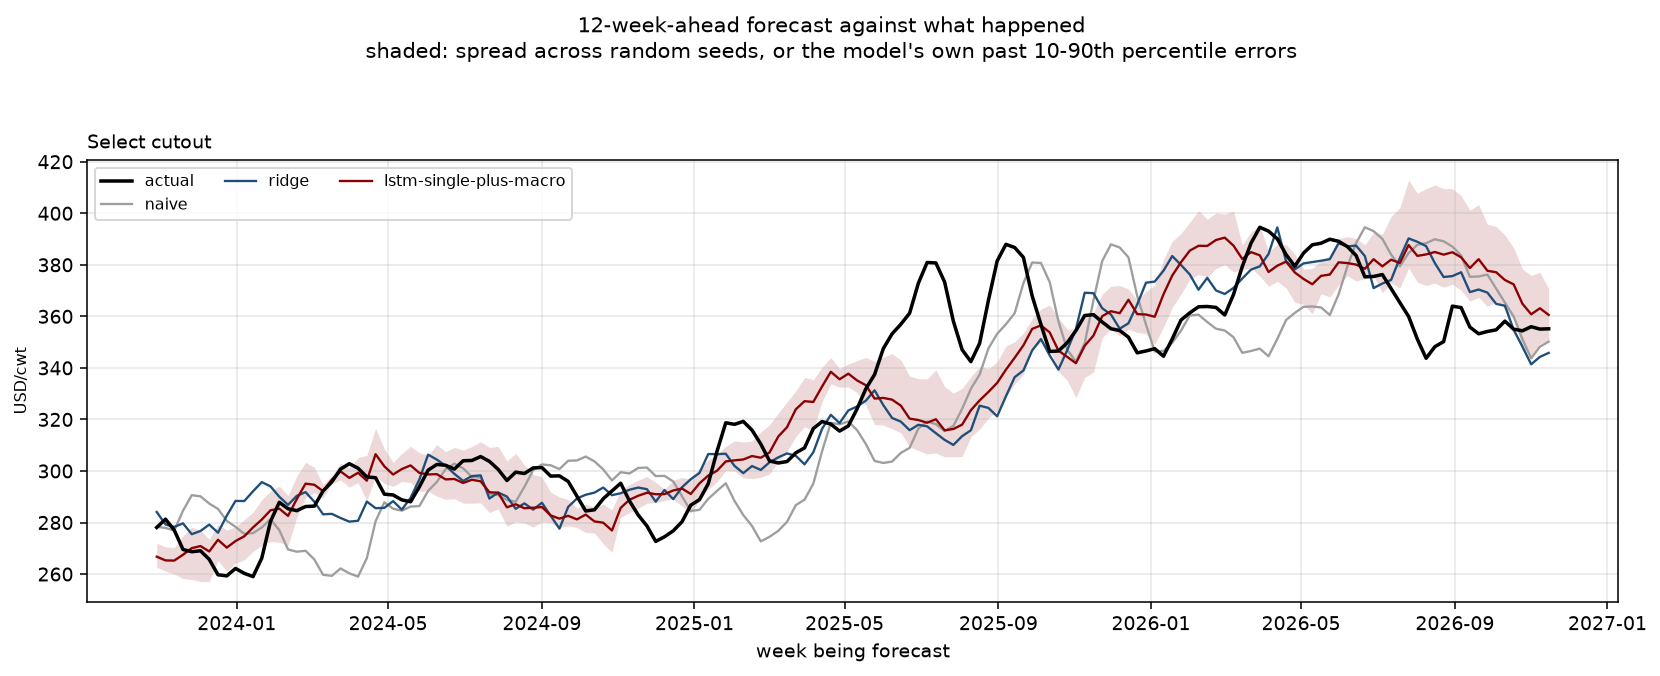 12-week-ahead forecast against what happened
shaded: spread across random seeds, or the model's own past 10-90th percentile errors
Select cutout
actual
ridge
lstm-single-plus-macro
naive
420
400
380
360
340
320
300
280
260
USD/cwt
2024-01
2024-05
2024-09
2025-01
2025-05
2025-09
2026-01
2026-05
2026-09
2027-01
week being forecast